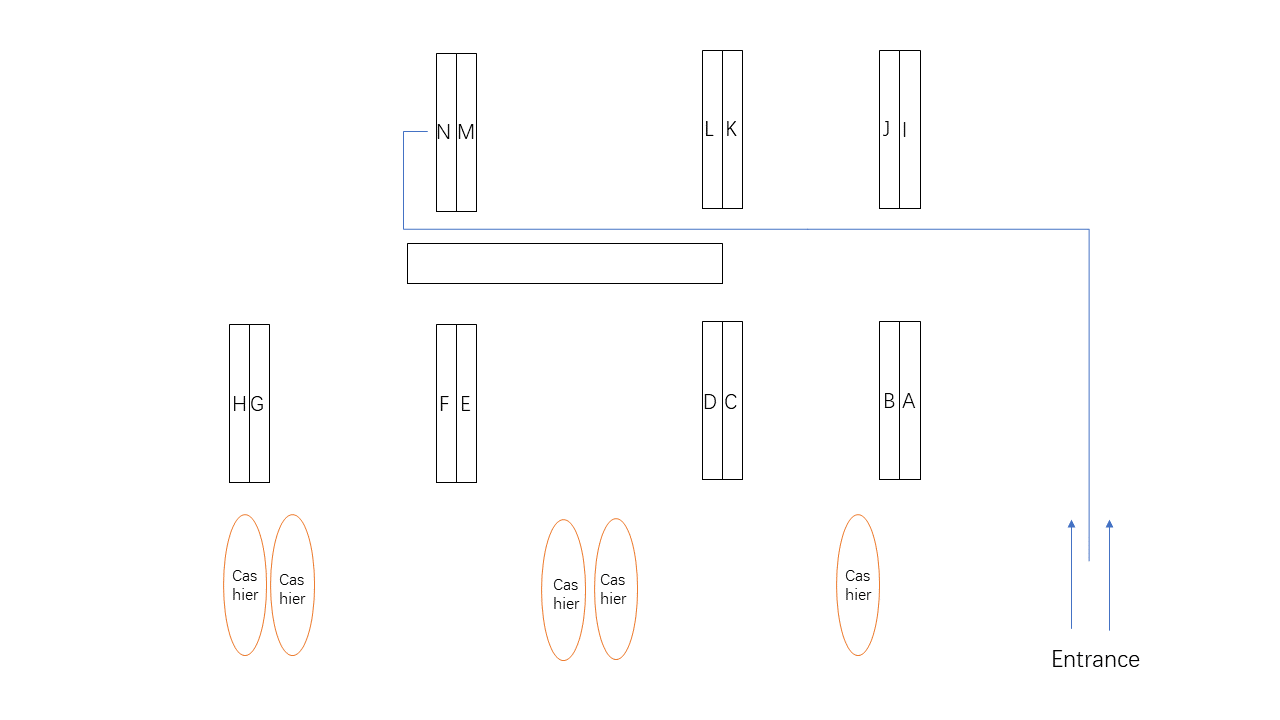 N M
L K
J I
H G
F E
D C
B A
Cas
hier
Cas
hier
Cas
hier
Cas
hier
Cas
hier
Entrance